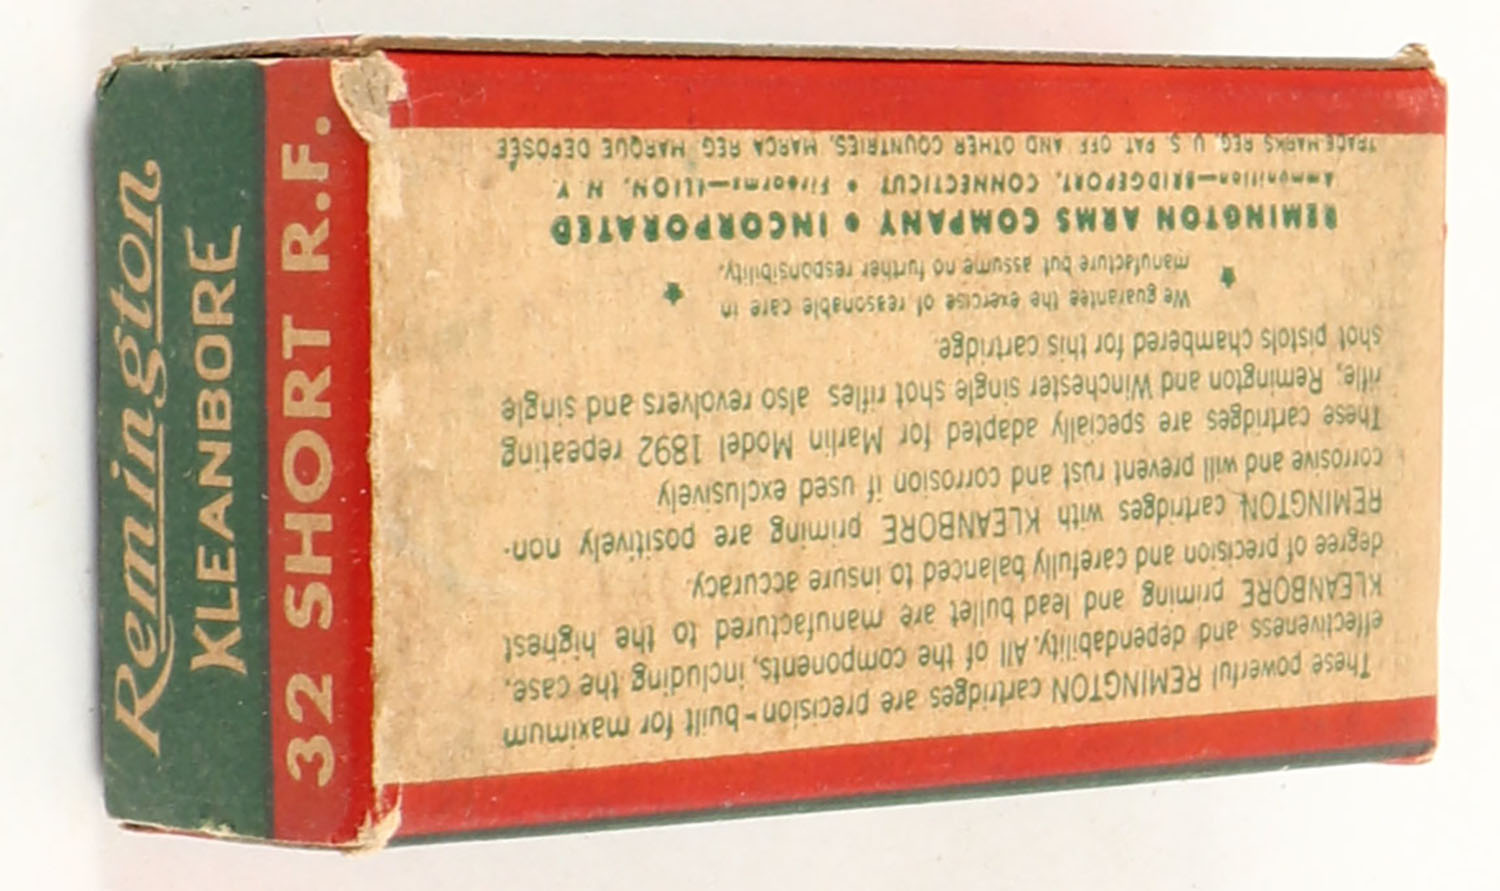 Remington
KLEANBORE
32 SHORT R.F.
These powerful REMINGTON cartridges are precision-built for maximum
effectiveness and dependability. All of the components, including the case,
KLEANBORE priming and lead bullet are manufactured to the highest
degree of precision and carefully balanced to insure accuracy.
REMINGTON cartridges with KLEANBORE priming are positively non-
corrosive and will prevent rust and corrosion if used exclusively
These cartridges are specially adapted for Marlin Model 1892 repeating
rifle; Remington and Winchester single shot rifles also revolvers and single
shot pistols chambered for this cartridge.
We guarantee the exercise of reasonable care in
manufacture but assume no further responsibility.
REMINGTON ARMS COMPANY • INCORPORATED
Ammunition—BRIDGEPORT, CONNECTICUT • Firearms—ILION, N. Y.
TRADE-MARKS REG. U. S. PAT. OFF. AND OTHER COUNTRIES, MARCA REG. MARQUE DEPOSÉE